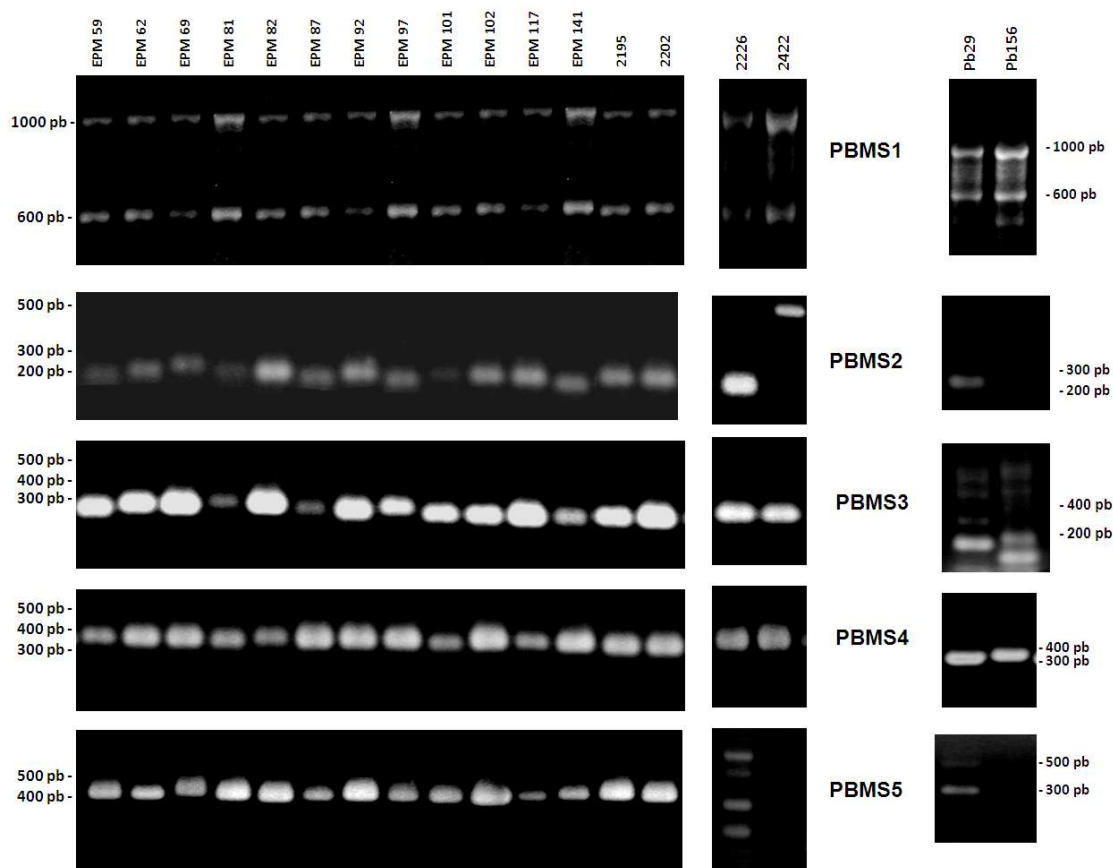 EPM 59 EPM 62 EPM 69 EPM 81 EPM 82 EPM 87 EPM 92 EPM 97 EPM 101 EPM 102 EPM 117 EPM 141 2195 2202 2226 2422 Pb29 Pb156
1000 pb -
600 pb -
PBMS1
- 1000 pb
- 600 pb
500 pb -
300 pb -
200 pb -
PBMS2
- 300 pb
- 200 pb
500 pb -
400 pb -
300 pb -
PBMS3
- 400 pb
- 200 pb
500 pb -
400 pb -
300 pb -
PBMS4
- 400 pb
- 300 pb
500 pb -
400 pb -
PBMS5
- 500 pb
- 300 pb